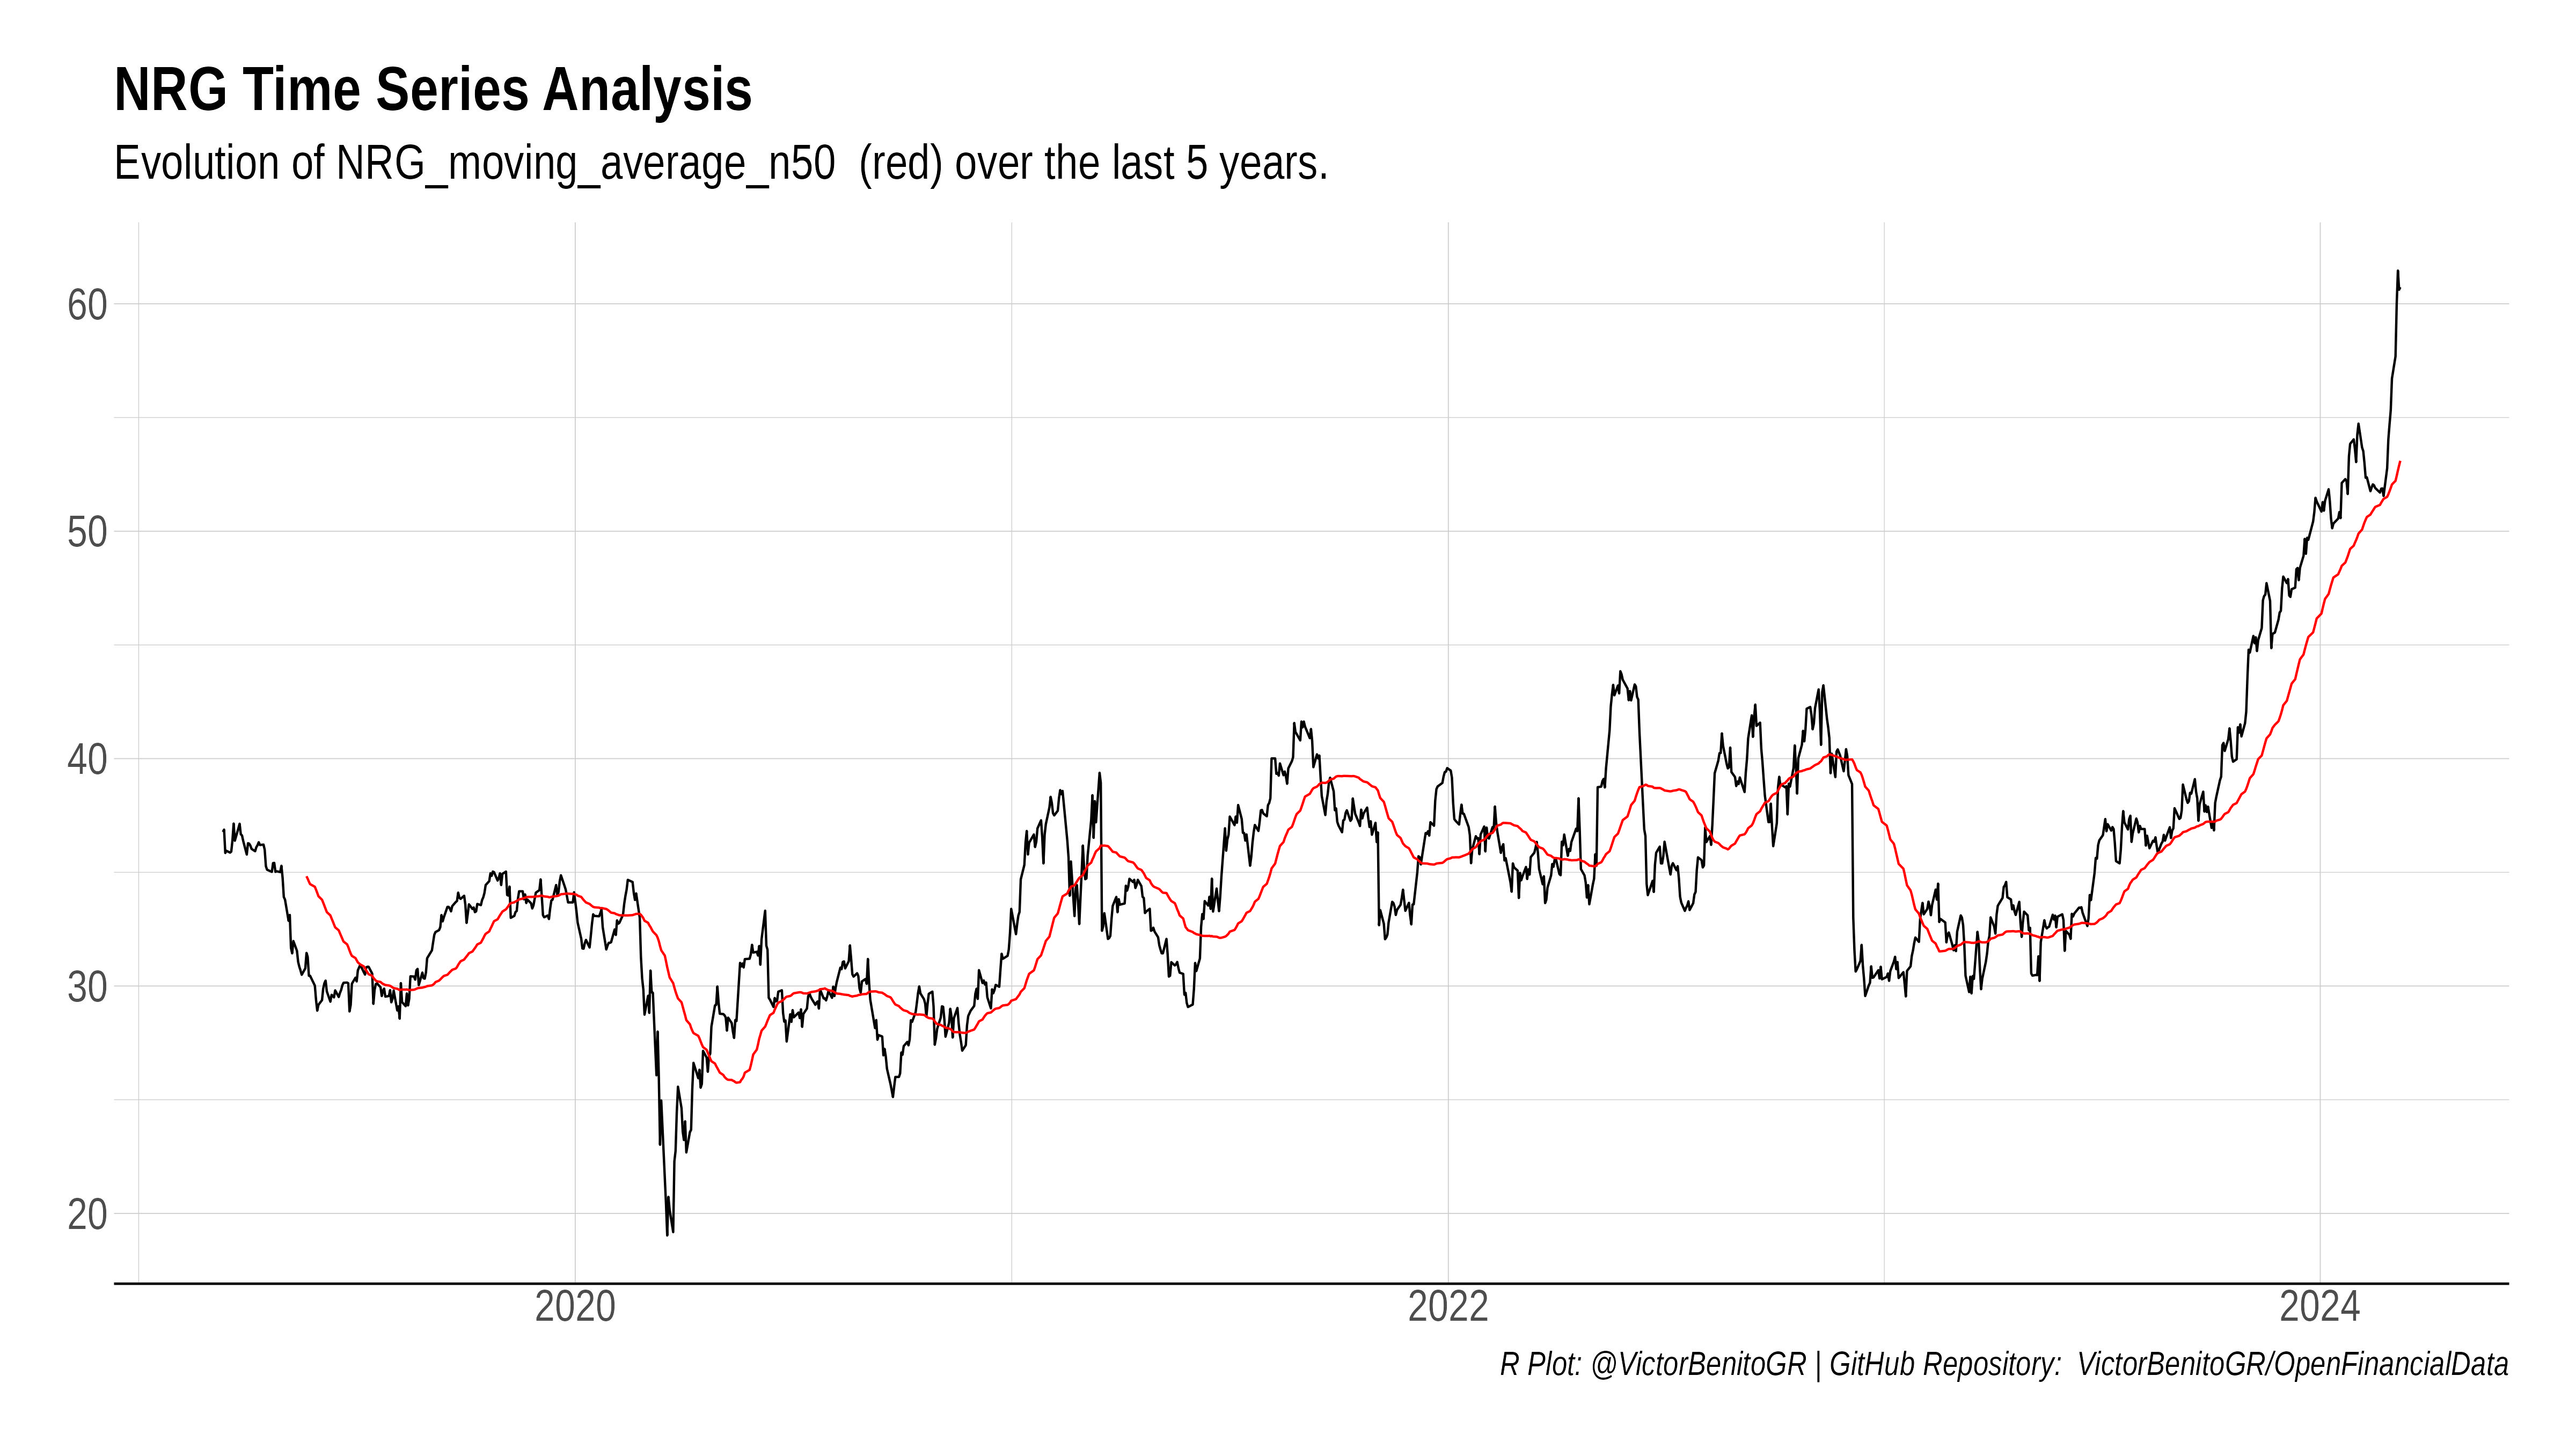 NRG Time Series Analysis
Evolution of NRG_moving_average_n50  (red) over the last 5 years.
60
50
40
30
20
2020 2022 2024
R Plot: @VictorBenitoGR | GitHub Repository:  VictorBenitoGR/OpenFinancialData